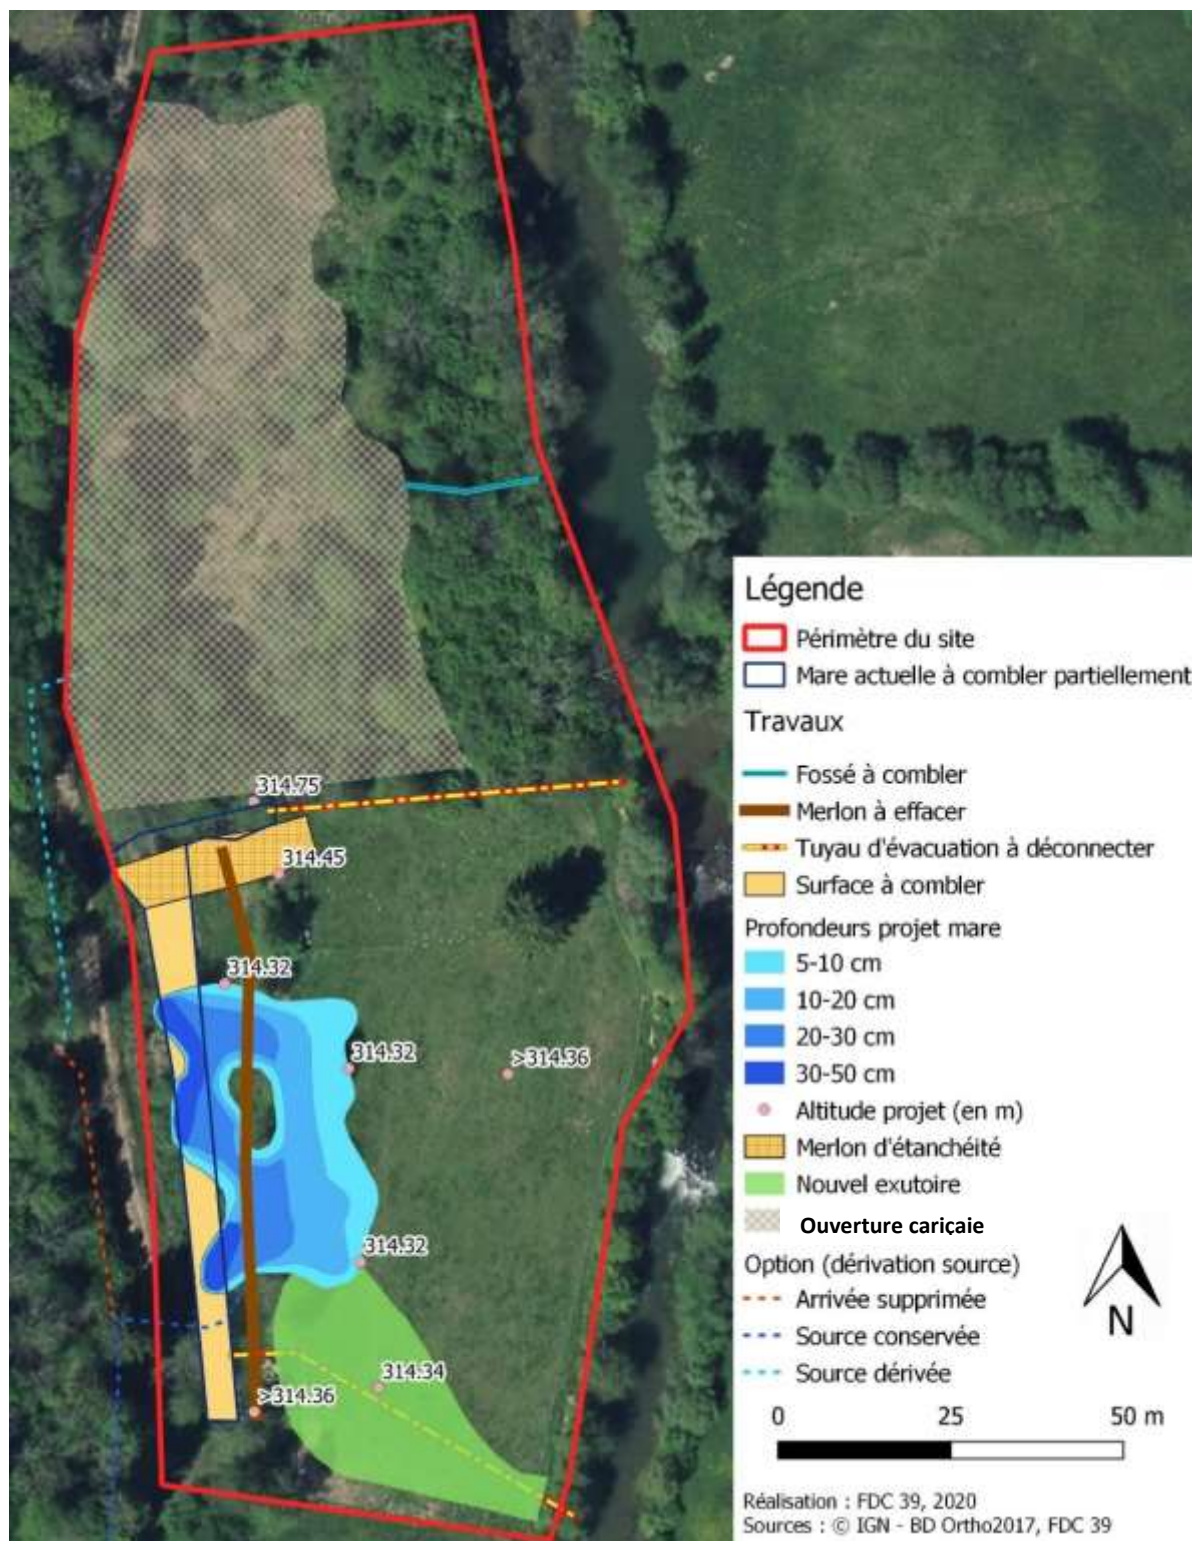 314.75
314.45
314.32
314.32
>314.36
314.32
314.34
>314.36
Légende
Périmètre du site
Mare actuelle à combler partiellement
Travaux
Fossé à combler
Merlon à effacer
Tuyau d'évacuation à déconnecter
Surface à combler
Profondeurs projet mare
5-10 cm
10-20 cm
20-30 cm
30-50 cm
Altitude projet (en m)
Merlon d'étanchéité
Nouvel exutoire
Ouverture cariçaie
Option (dérivation source)
Arrivée supprimée
Source conservée
Source dérivée
N
0 25 50 m
Réalisation : FDC 39, 2020
Sources : © IGN - BD Ortho2017, FDC 39